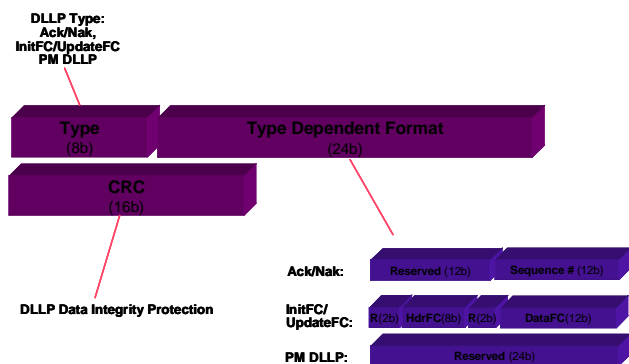 DLLP Type:
Ack/Nak,
InitFC/UpdateFC
PM DLLP
Type
(8b)
Type Dependent Format
(24b)
CRC
(16b)
DLLP Data Integrity Protection
Ack/Nak:
Reserved (12b)
Sequence # (12b)
InitFC/
UpdateFC:
R(2b)
HdrFC(8b)
R(2b)
DataFC(12b)
PM DLLP:
Reserved (24b)